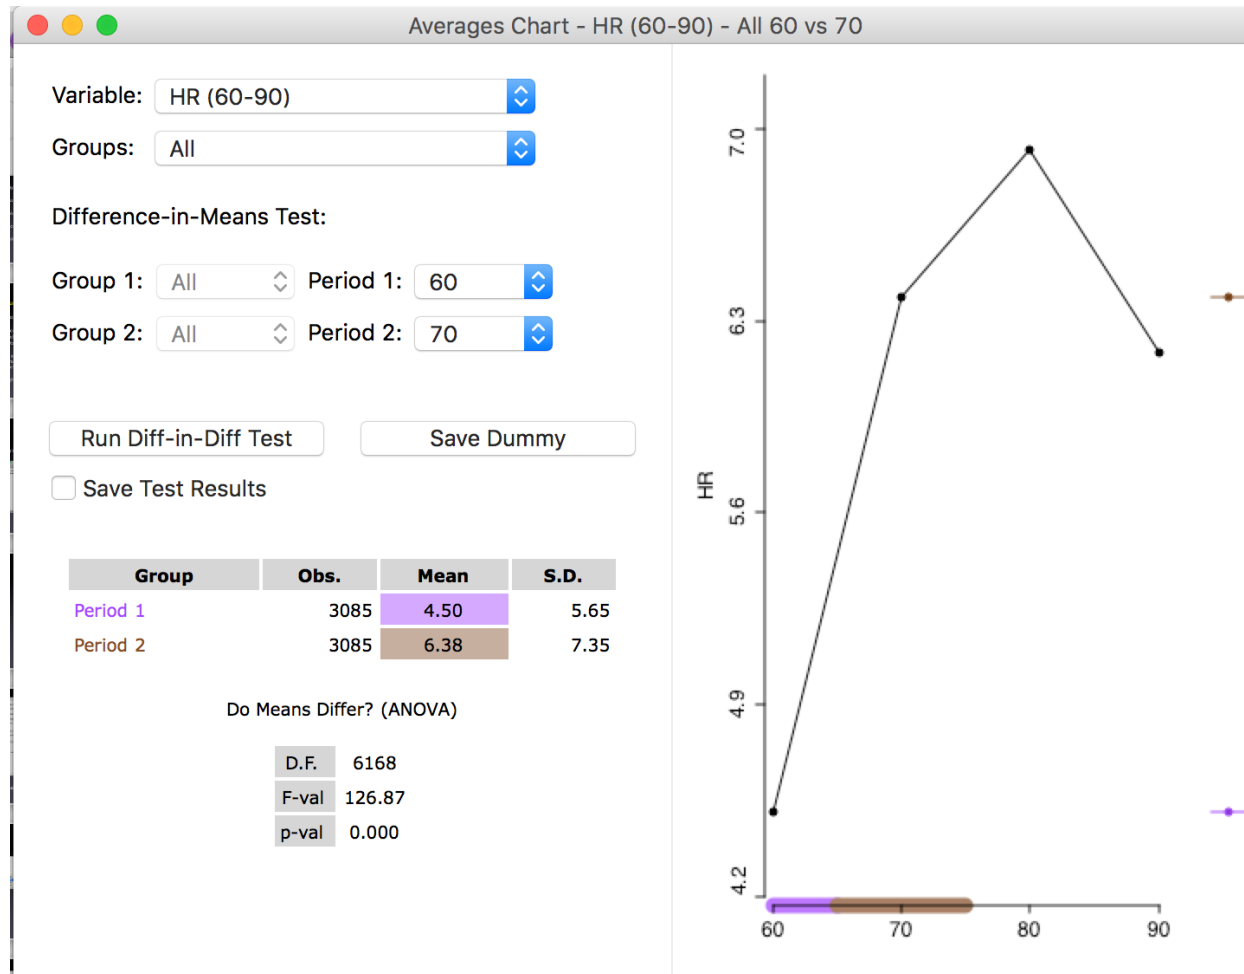 Averages Chart - HR (60-90) - All 60 vs 70
Variable: HR (60-90)
Groups: All
Difference-in-Means Test:
Group 1: All Period 1: 60
Group 2: All Period 2: 70
Run Diff-in-Diff Test Save Dummy
Save Test Results
Group Obs. Mean S.D.
Period 1 3085 4.50 5.65
Period 2 3085 6.38 7.35
Do Means Differ? (ANOVA)
D.F. 6168
F-val 126.87
p-val 0.000
HR
7.0
6.3
5.6
4.9
4.2
60 70 80 90